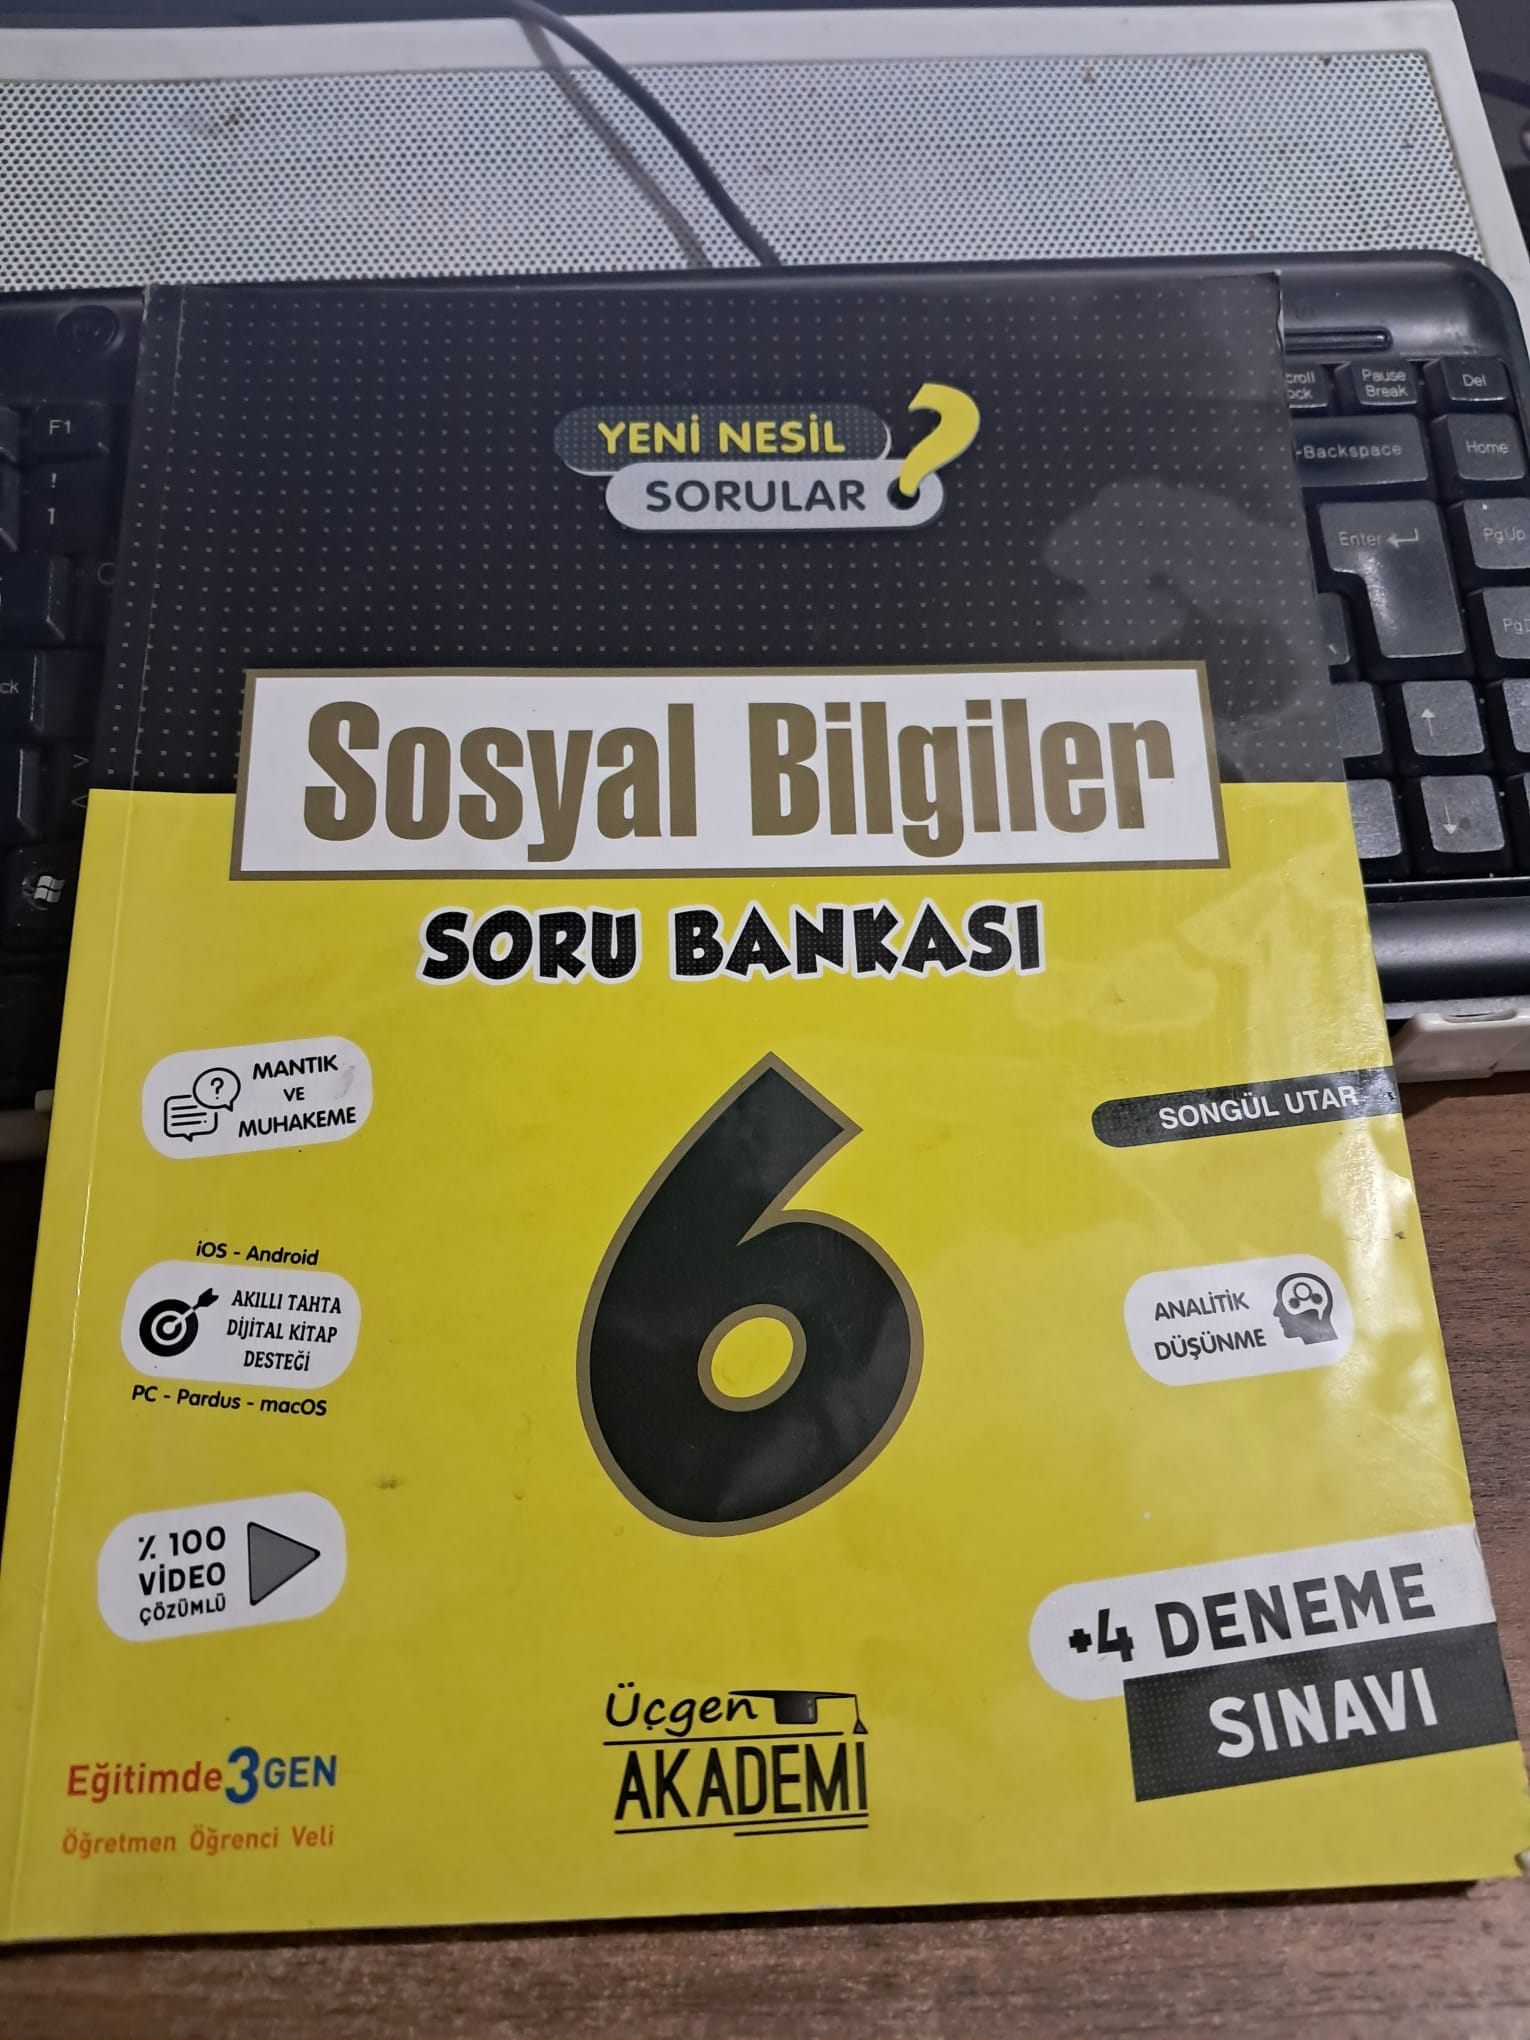 YENİ NESİL
SORULAR ?
Sosyal Bilgiler
SORU BANKASI
6
MANTIK
VE
MUHAKEME
SONGÜL UTAR
iOS - Android
AKILLI TAHTA
DİJİTAL KİTAP
DESTEĞİ
PC - Pardus - macOS
ANALİTİK
DÜŞÜNME
% 100
VİDEO
ÇÖZÜMLÜ
+4 DENEME
SINAVI
Üçgen
AKADEMİ
Eğitimde 3GEN
Öğretmen Öğrenci Veli
F1
!
1
Pause
Break
Del
Backspace
Home
Enter
PgUp